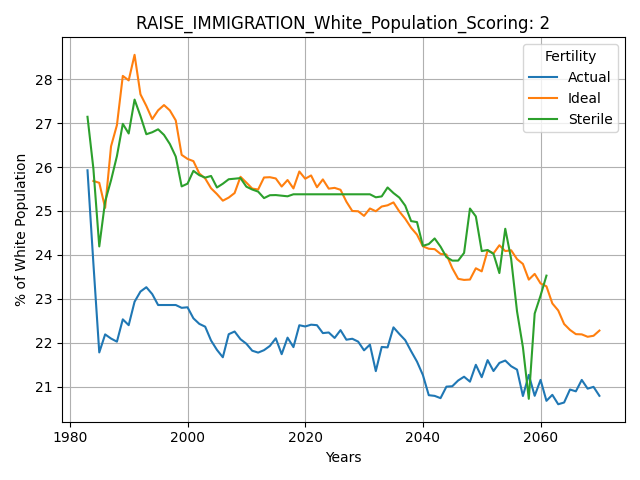 RAISE_IMMIGRATION_White_Population_Scoring: 2
Fertility
Actual
Ideal
Sterile
% of White Population
28
27
26
25
24
23
22
21
1980
2000
2020
2040
2060
Years